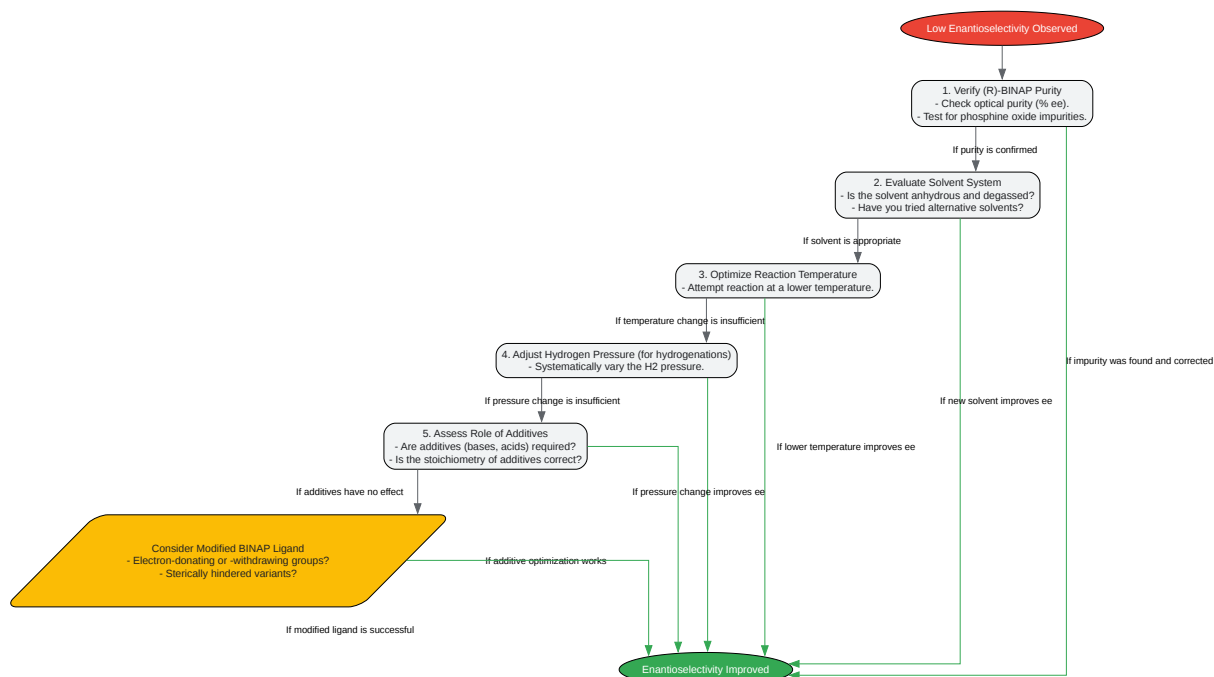 Low Enantioselectivity Observed
1. Verify (R)-BINAP Purity
- Check optical purity (% ee).
- Test for phosphine oxide impurities.
If purity is confirmed
2. Evaluate Solvent System
- Is the solvent anhydrous and degassed?
- Have you tried alternative solvents?
If solvent is appropriate
3. Optimize Reaction Temperature
- Attempt reaction at a lower temperature.
If temperature change is insufficient
4. Adjust Hydrogen Pressure (for hydrogenations)
- Systematically vary the H2 pressure.
If impurity was found and corrected
If pressure change is insufficient
If new solvent improves ee
5. Assess Role of Additives
- Are additives (bases, acids) required?
- Is the stoichiometry of additives correct?
If lower temperature improves ee
If additives have no effect
If pressure change improves ee
Consider Modified BINAP Ligand
- Electron-donating or -withdrawing groups?
- Sterically hindered variants?
If additive optimization works
If modified ligand is successful
Enantioselectivity Improved